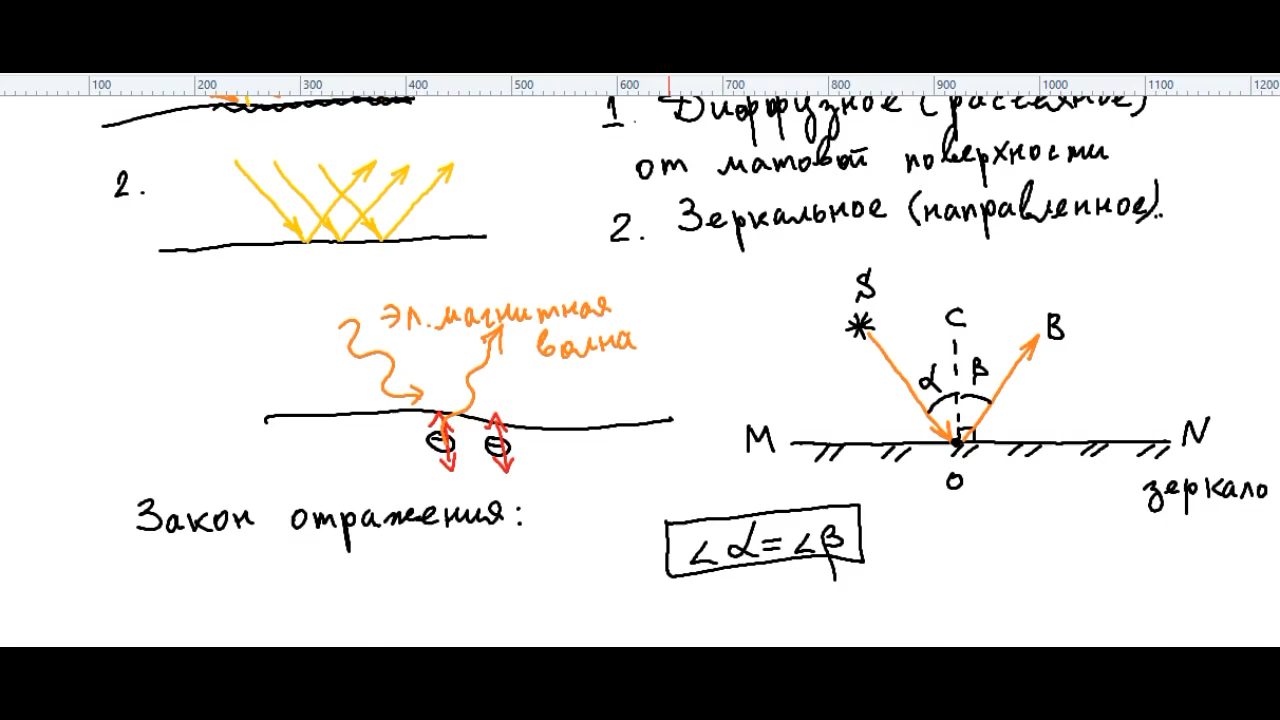 100 200 300 400 500 600 700 800 900 1000 1100 1200
1. Диффузное (рассеянное)
от матовой поверхности
2.
2. Зеркальное (направленное).
Эл. магнитная
волна
S
C
B
α β
M
N
O
зеркало
Закон отражения:
∠α=∠β